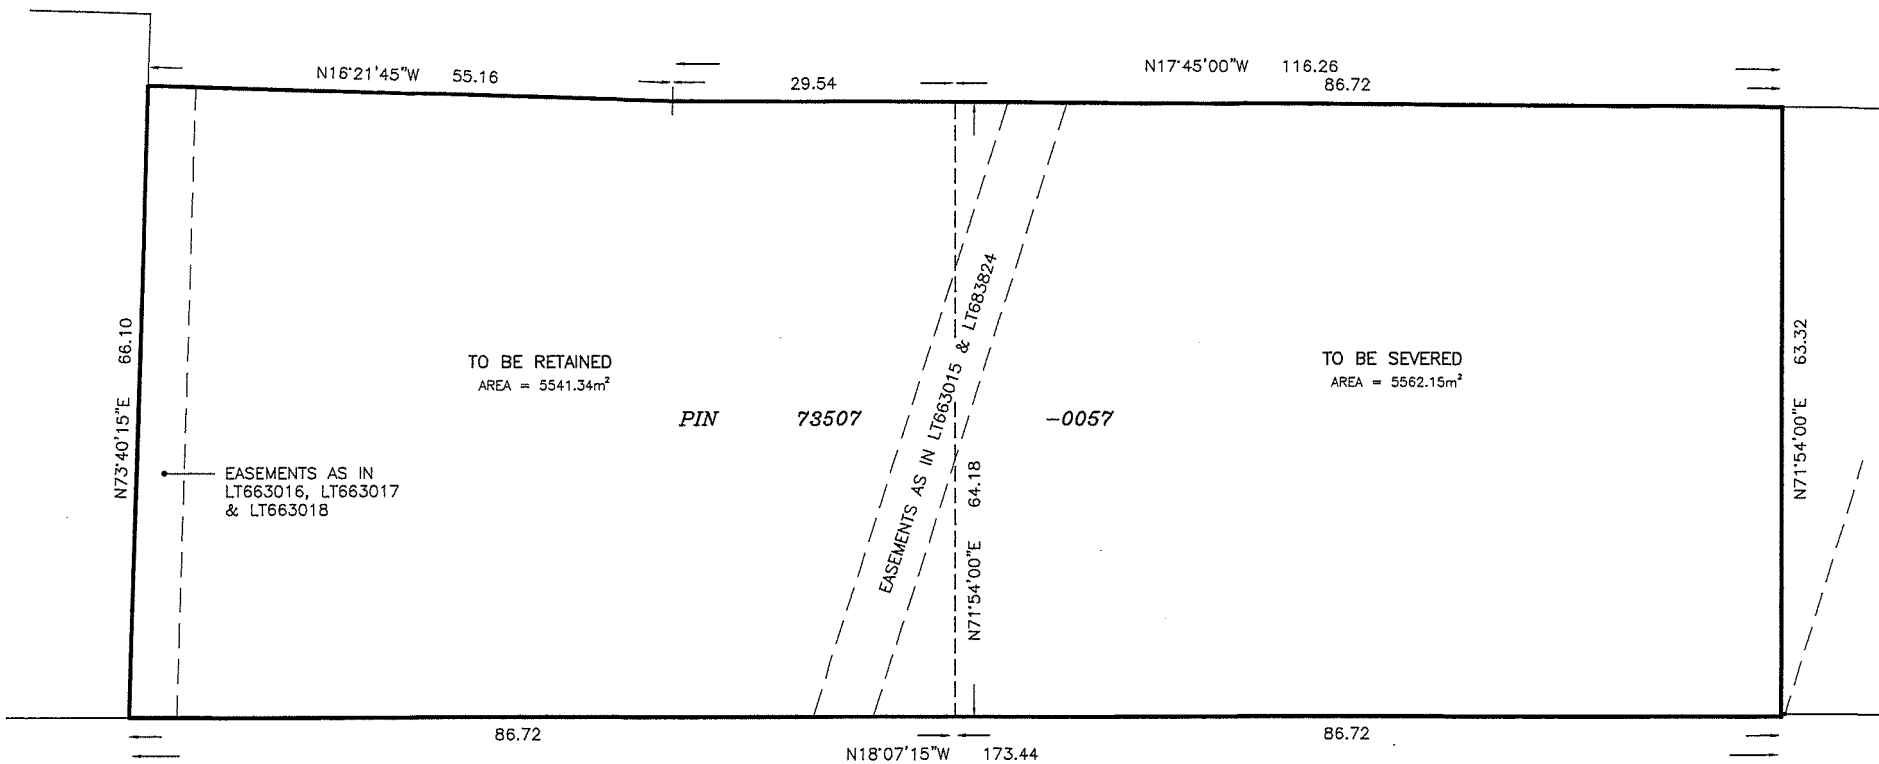 N16°21'45"W 55.16
29.54
N17°45'00"W 116.26
86.72
N73°40'15"E 66.10
TO BE RETAINED
AREA = 5541.34m²
EASEMENTS AS IN
LT663016, LT663017
& LT663018
PIN 73507 -0057
EASEMENTS AS IN LT663015 & LT683824
N71°54'00"E 64.18
TO BE SEVERED
AREA = 5562.15m²
N71°54'00"E 63.32
86.72
86.72
N18°07'15"W 173.44